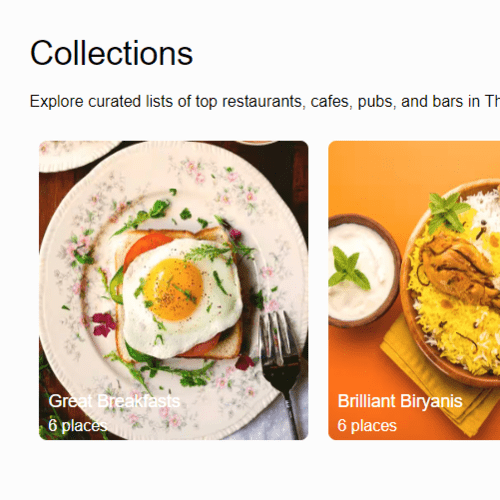 Collections
Explore curated lists of top restaurants, cafes, pubs, and bars in
Great Breakfasts
6 places
Brilliant Biryanis
6 places